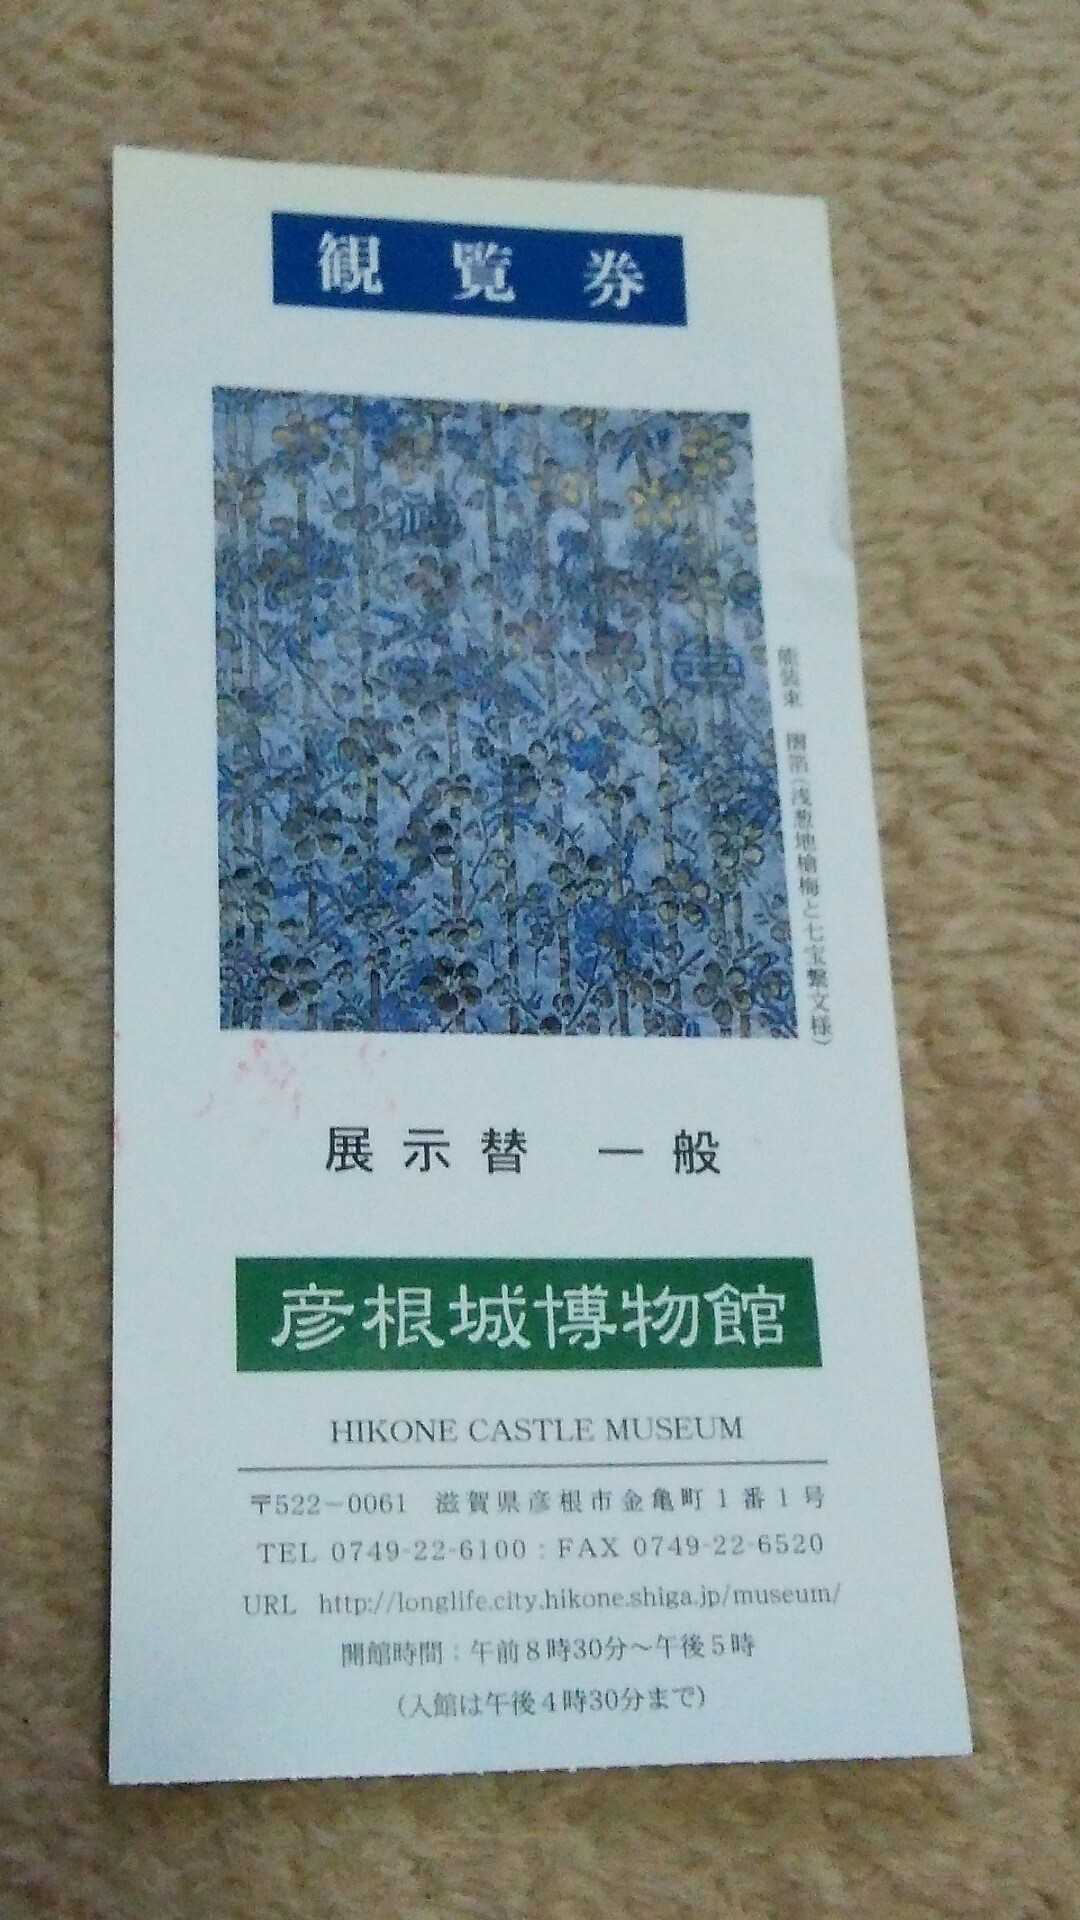 観覧券
能装束 摺箔(浅葱地槍梅と七宝繋文様)
展示替 一般
彦根城博物館
HIKONE CASTLE MUSEUM
〒522－0061 滋賀県彦根市金亀町１番１号
TEL 0749-22-6100 : FAX 0749-22-6520
URL http://longlife.city.hikone.shiga.jp/museum/
開館時間：午前８時30分～午後５時
（入館は午後４時30分まで）